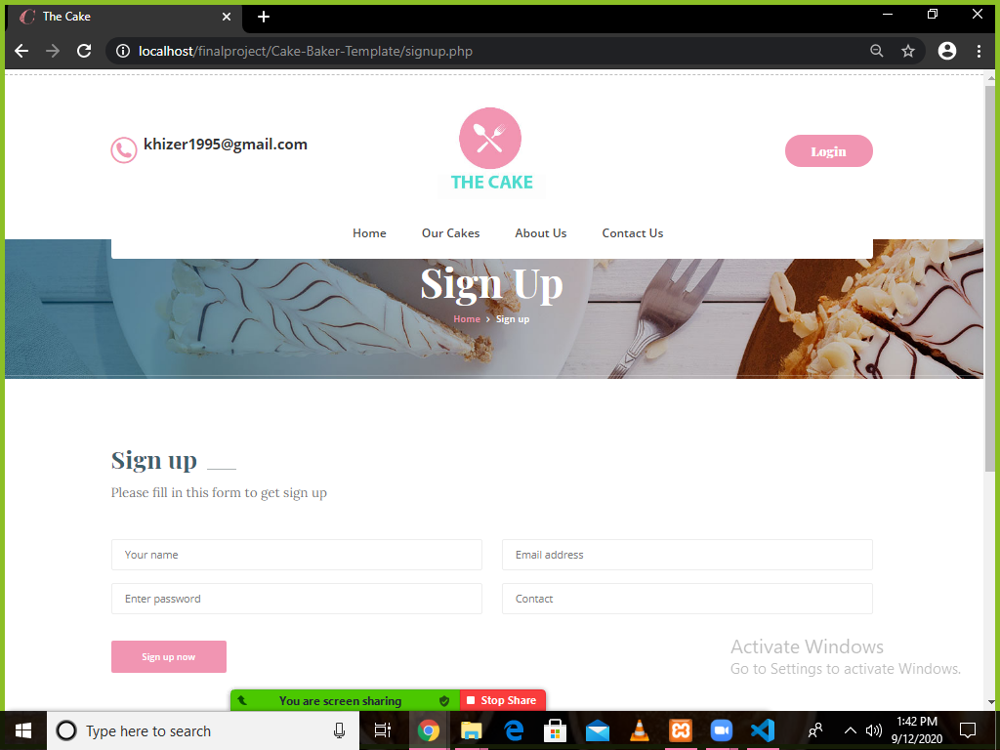 The Cake
localhost/finalproject/Cake-Baker-Template/signup.php
khizer1995@gmail.com
THE CAKE
Login
Home Our Cakes About Us Contact Us
Sign Up
Home › Sign up
Sign up
Please fill in this form to get sign up
Your name Email address
Enter password Contact
Sign up now
Activate Windows
Go to Settings to activate Windows.
You are screen sharing Stop Share
Type here to search
1:42 PM
9/12/2020